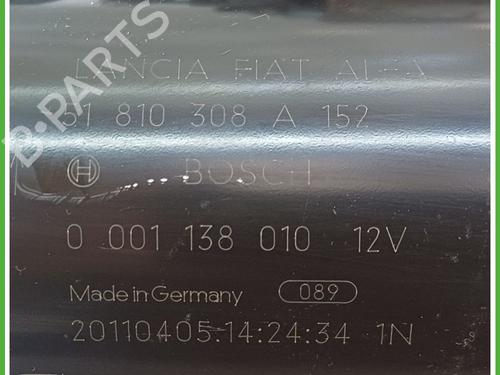 B-PARTS
LANCIA FIAT ALFA
51 810 308 A 152
BOSCH
0 001 138 010 12V
Made in Germany 089
20110405.14:24:34 1N